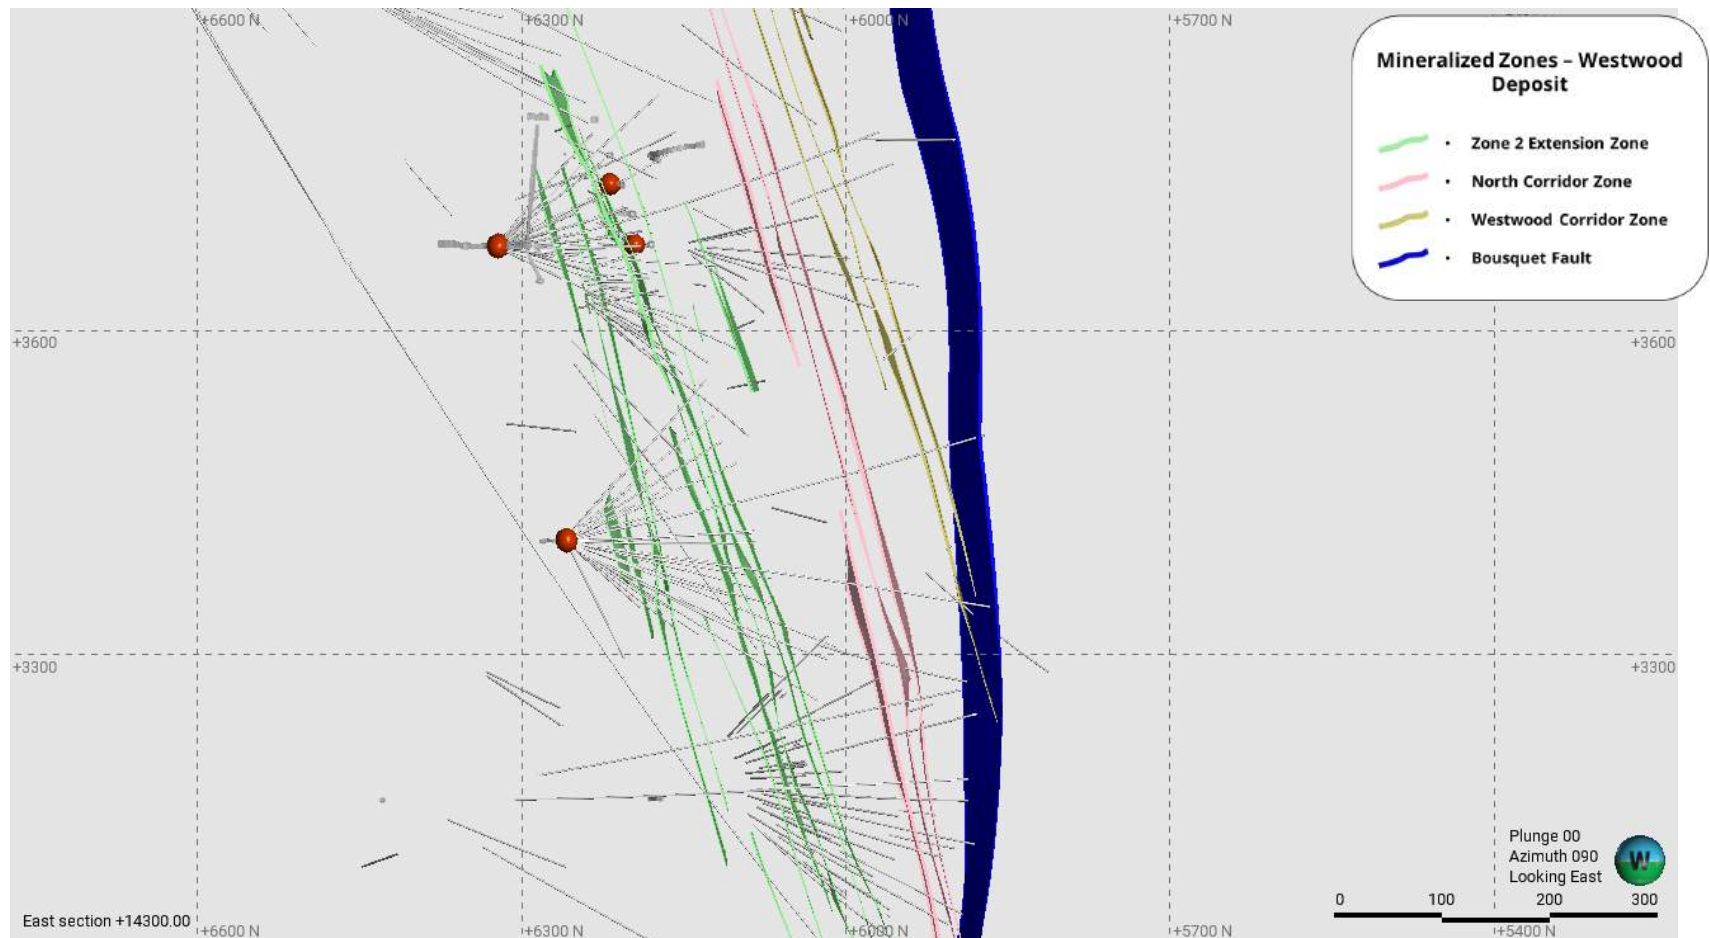 +6600 N
+6300 N
+6000 N
+5700 N
Mineralized Zones – Westwood
Deposit
• Zone 2 Extension Zone
• North Corridor Zone
• Westwood Corridor Zone
• Bousquet Fault
+3600
+3600
+3300
+3300
Plunge 00
Azimuth 090
Looking East
W
0 100 200 300
East section +14300.00
+6600 N
+6300 N
+6000 N
+5700 N
+5400 N